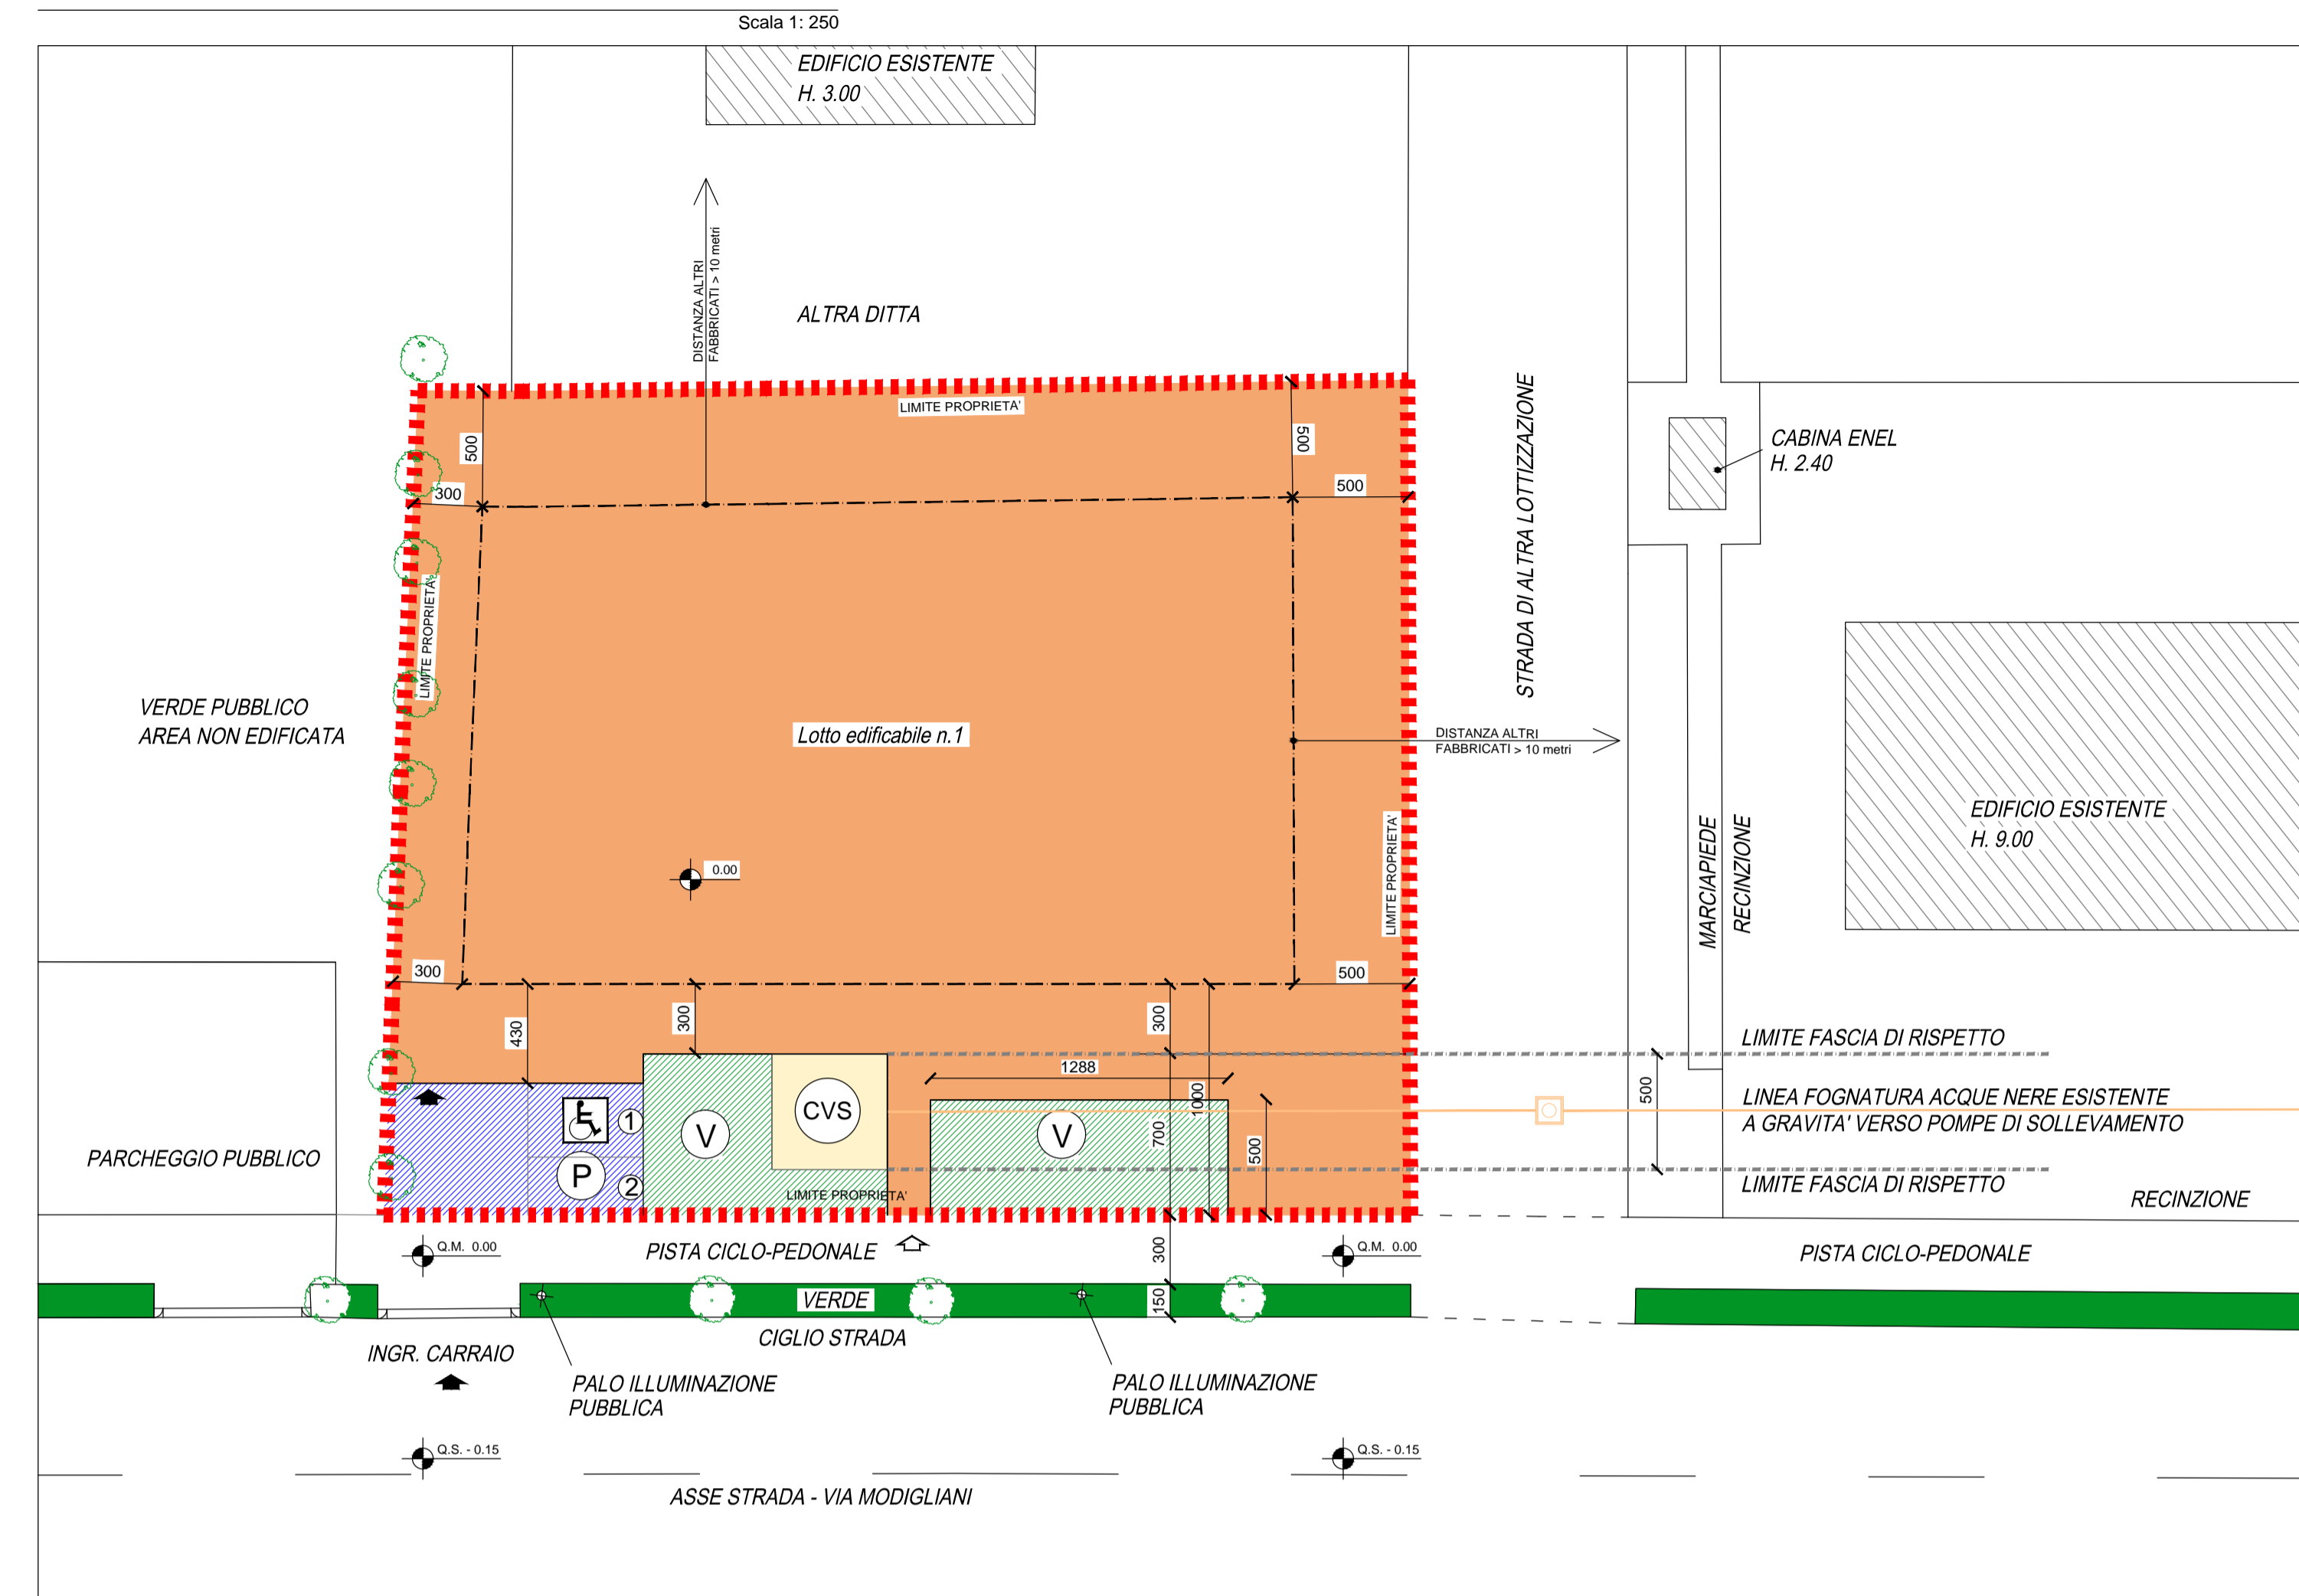 Scala 1: 250
EDIFICIO ESISTENTE
H. 3.00
DISTANZA ALTRI
FABBRICATI > 10 metri
ALTRA DITTA
LIMITE PROPRIETA'
500
500
300
500
STRADA DI ALTRA LOTTIZZAZIONE
CABINA ENEL
H. 2.40
LIMITE PROPRIETA'
VERDE PUBBLICO
AREA NON EDIFICATA
Lotto edificabile n.1
DISTANZA ALTRI
FABBRICATI > 10 metri
EDIFICIO ESISTENTE
H. 9.00
LIMITE PROPRIETA'
MARCIAPIEDE
RECINZIONE
0.00
300
500
430
300
300
LIMITE FASCIA DI RISPETTO
1288
1000
500
LINEA FOGNATURA ACQUE NERE ESISTENTE
A GRAVITA' VERSO POMPE DI SOLLEVAMENTO
1
V
CVS
V
700
500
PARCHEGGIO PUBBLICO
P
2
LIMITE PROPRIETA'
LIMITE FASCIA DI RISPETTO
RECINZIONE
Q.M. 0.00
PISTA CICLO-PEDONALE
300
Q.M. 0.00
PISTA CICLO-PEDONALE
VERDE
150
CIGLIO STRADA
INGR. CARRAIO
PALO ILLUMINAZIONE
PUBBLICA
PALO ILLUMINAZIONE
PUBBLICA
Q.S. - 0.15
Q.S. - 0.15
ASSE STRADA - VIA MODIGLIANI